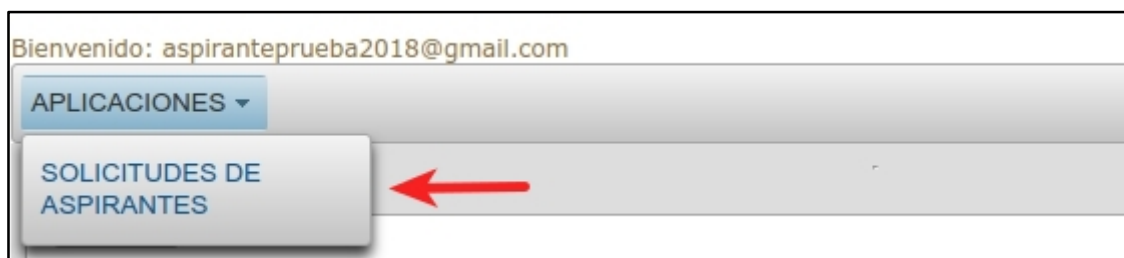 Bienvenido: aspiranteprueba2018@gmail.com
APLICACIONES
SOLICITUDES DE
ASPIRANTES